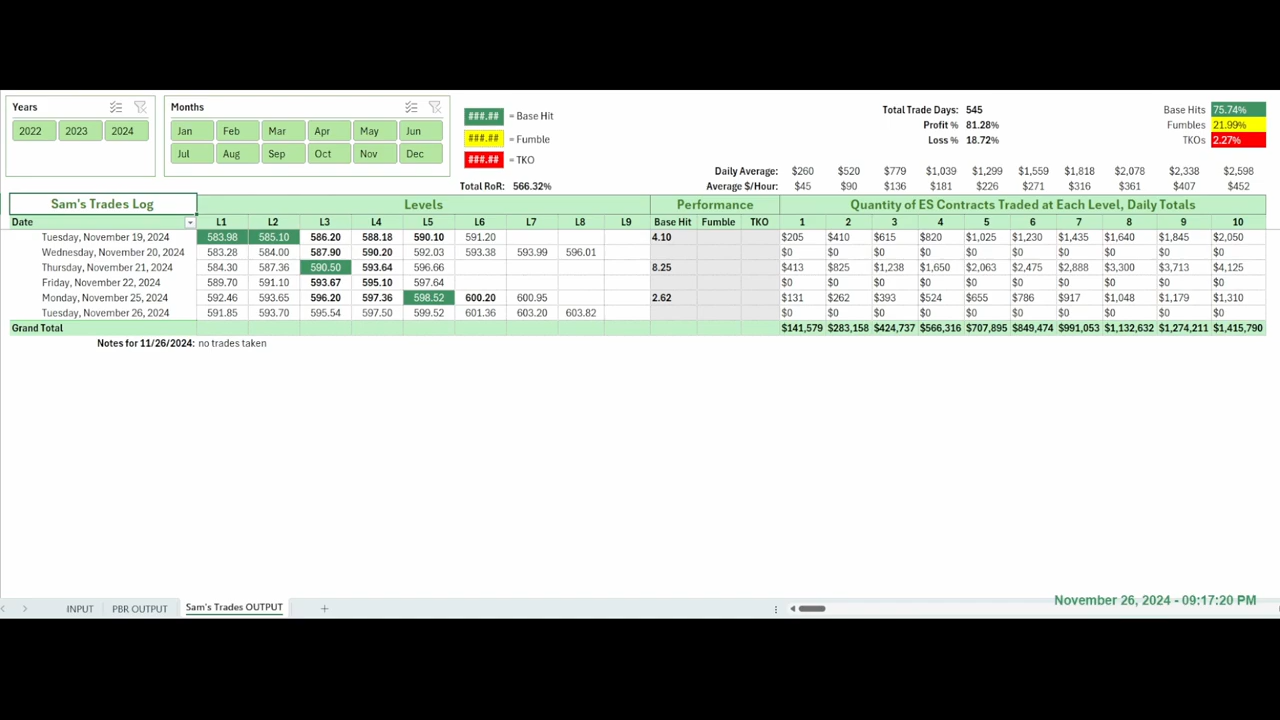 Years
2022 2023 2024
Months
Jan Feb Mar Apr May Jun
Jul Aug Sep Oct Nov Dec
###.## = Base Hit
###.## = Fumble
###.## = TKO
Total RoR: 566.32%
Total Trade Days: 545
Profit % 81.28%
Loss % 18.72%
Base Hits 75.74%
Fumbles 21.99%
TKOs 2.27%
Daily Average: $260 $520 $779 $1,039 $1,299 $1,559 $1,818 $2,078 $2,338 $2,598
Average $/Hour: $45 $90 $136 $181 $226 $271 $316 $361 $407 $452
Sam's Trades Log Levels Performance Quantity of ES Contracts Traded at Each Level, Daily Totals
Date L1 L2 L3 L4 L5 L6 L7 L8 L9 Base Hit Fumble TKO 1 2 3 4 5 6 7 8 9 10
Tuesday, November 19, 2024 583.98 585.10 586.20 588.18 590.10 591.20 4.10 $205 $410 $615 $820 $1,025 $1,230 $1,435 $1,640 $1,845 $2,050
Wednesday, November 20, 2024 583.28 584.00 587.90 590.20 592.03 593.38 593.99 596.01 $0 $0 $0 $0 $0 $0 $0 $0 $0 $0
Thursday, November 21, 2024 584.30 587.36 590.50 593.64 596.66 8.25 $413 $825 $1,238 $1,650 $2,063 $2,475 $2,888 $3,300 $3,713 $4,125
Friday, November 22, 2024 589.70 591.10 593.67 595.10 597.64 $0 $0 $0 $0 $0 $0 $0 $0 $0 $0
Monday, November 25, 2024 592.46 593.65 596.20 597.36 598.52 600.20 600.95 2.62 $131 $262 $393 $524 $655 $786 $917 $1,048 $1,179 $1,310
Tuesday, November 26, 2024 591.85 593.70 595.54 597.50 599.52 601.36 603.20 603.82 $0 $0 $0 $0 $0 $0 $0 $0 $0 $0
Grand Total $141,579 $283,158 $424,737 $566,316 $707,895 $849,474 $991,053 $1,132,632 $1,274,211 $1,415,790
Notes for 11/26/2024: no trades taken
INPUT PBR OUTPUT Sam's Trades OUTPUT +
November 26, 2024 - 09:17:20 PM